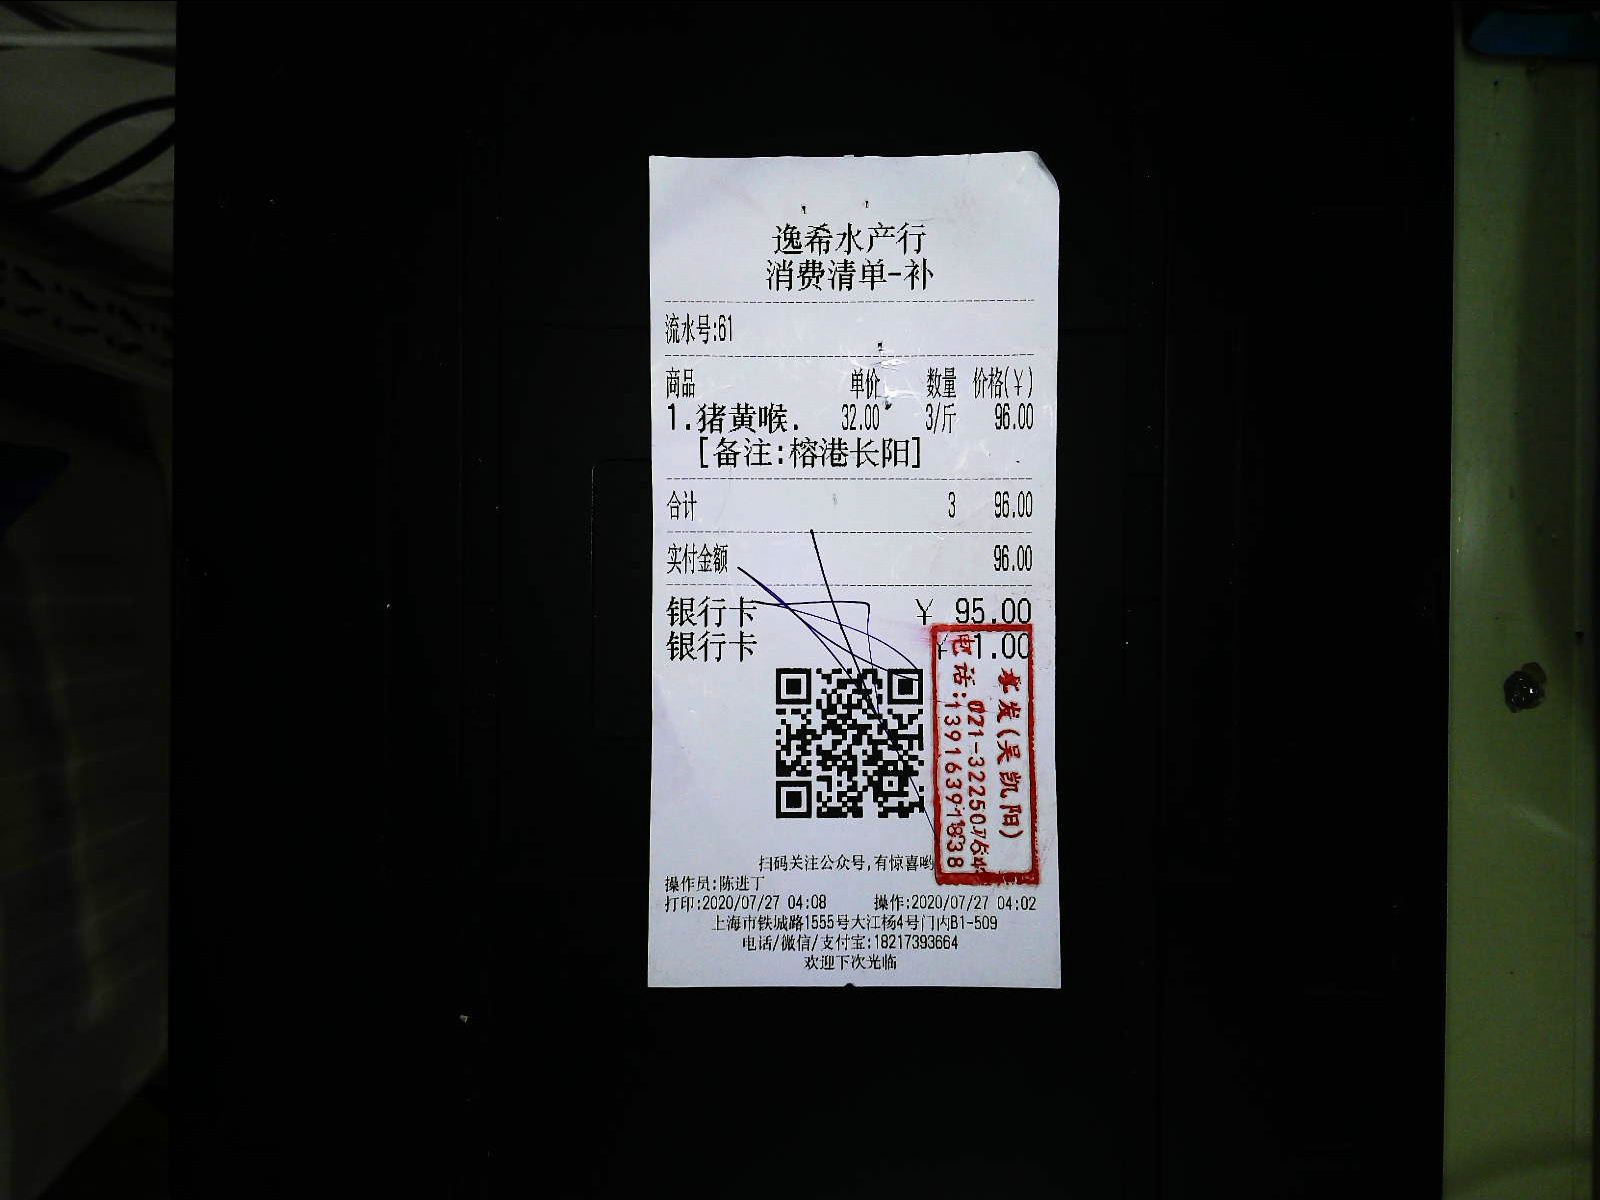 逸希水产行
消费清单-补
流水号:61
商品 单价 数量 价格(¥)
1.猪黄喉. 32.00 3/斤 96.00
[备注:榕港长阳]
合计 3 96.00
实付金额 96.00
银行卡 ¥ 95.00
银行卡 ¥ 1.00
扫码关注公众号,有惊喜哟
操作员:陈进丁
打印:2020/07/27 04:08 操作:2020/07/27 04:02
上海市铁城路1555号大江杨4号门内B1-509
电话/微信/支付宝:18217393664
欢迎下次光临
发(吴凯阳)
电话:
13916391838